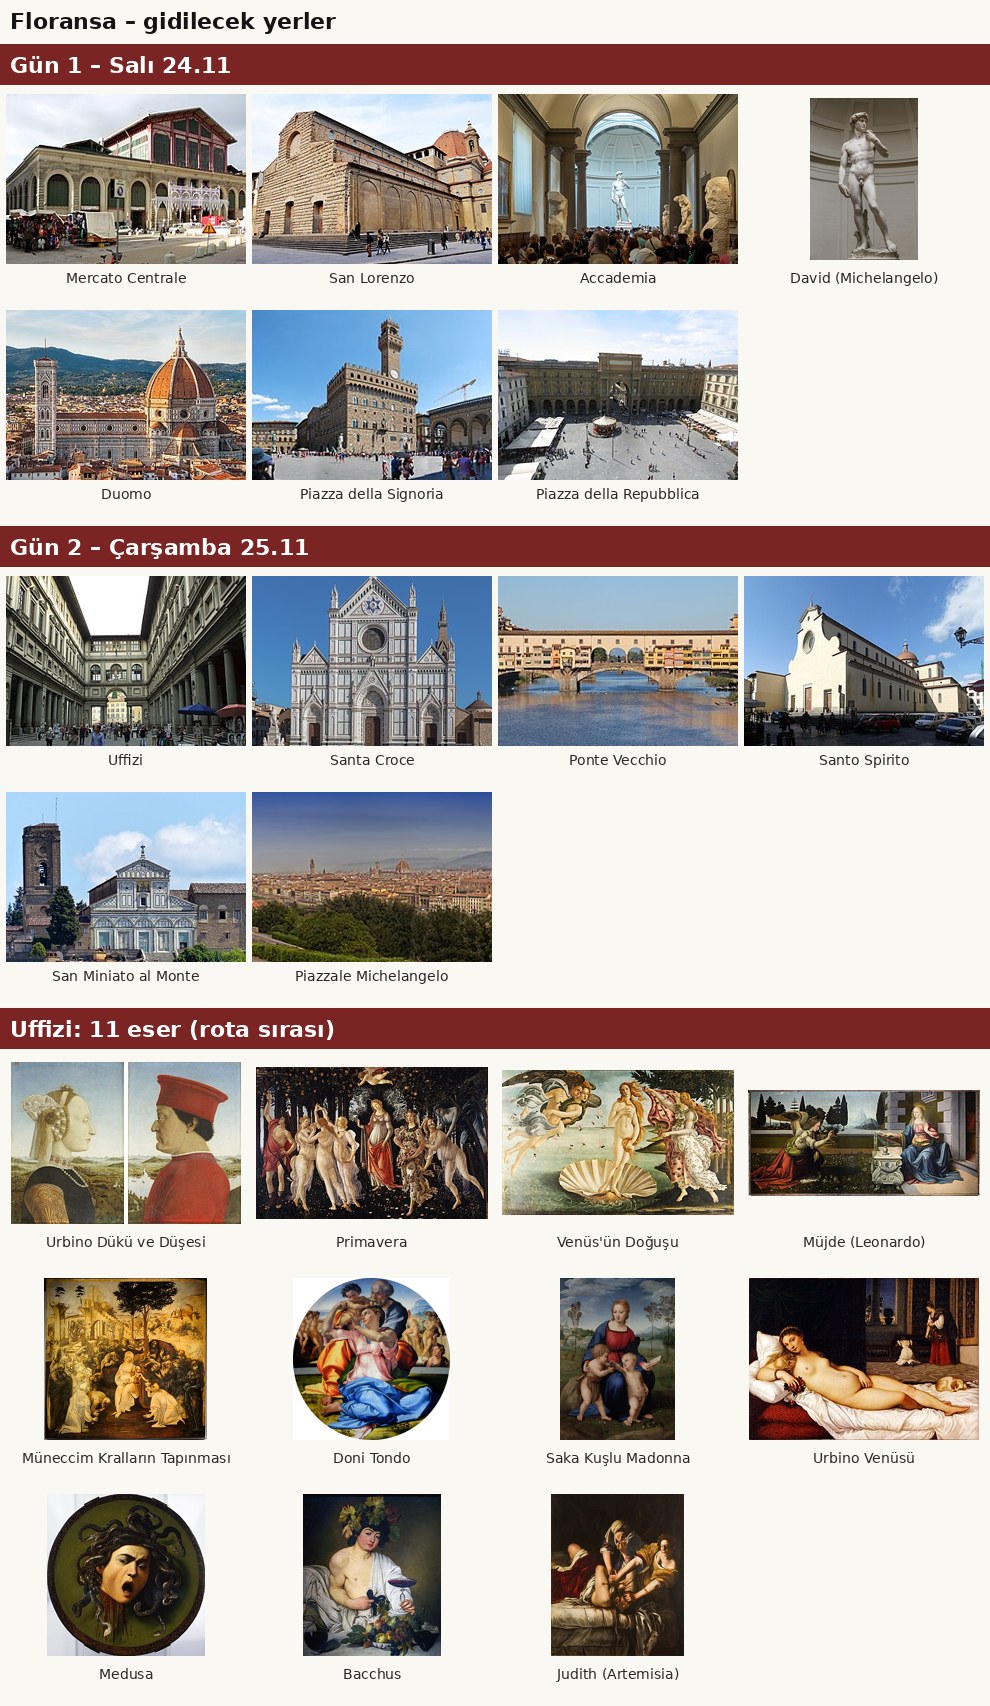 Floransa – gidilecek yerler
Gün 1 – Salı 24.11
Mercato Centrale
San Lorenzo
Accademia
David (Michelangelo)
Duomo
Piazza della Signoria
Piazza della Repubblica
Gün 2 – Çarşamba 25.11
Uffizi
Santa Croce
Ponte Vecchio
Santo Spirito
San Miniato al Monte
Piazzale Michelangelo
Uffizi: 11 eser (rota sırası)
Urbino Dükü ve Düşesi
Primavera
Venüs'ün Doğuşu
Müjde (Leonardo)
Müneccim Kralların Tapınması
Doni Tondo
Saka Kuşlu Madonna
Urbino Venüsü
Medusa
Bacchus
Judith (Artemisia)